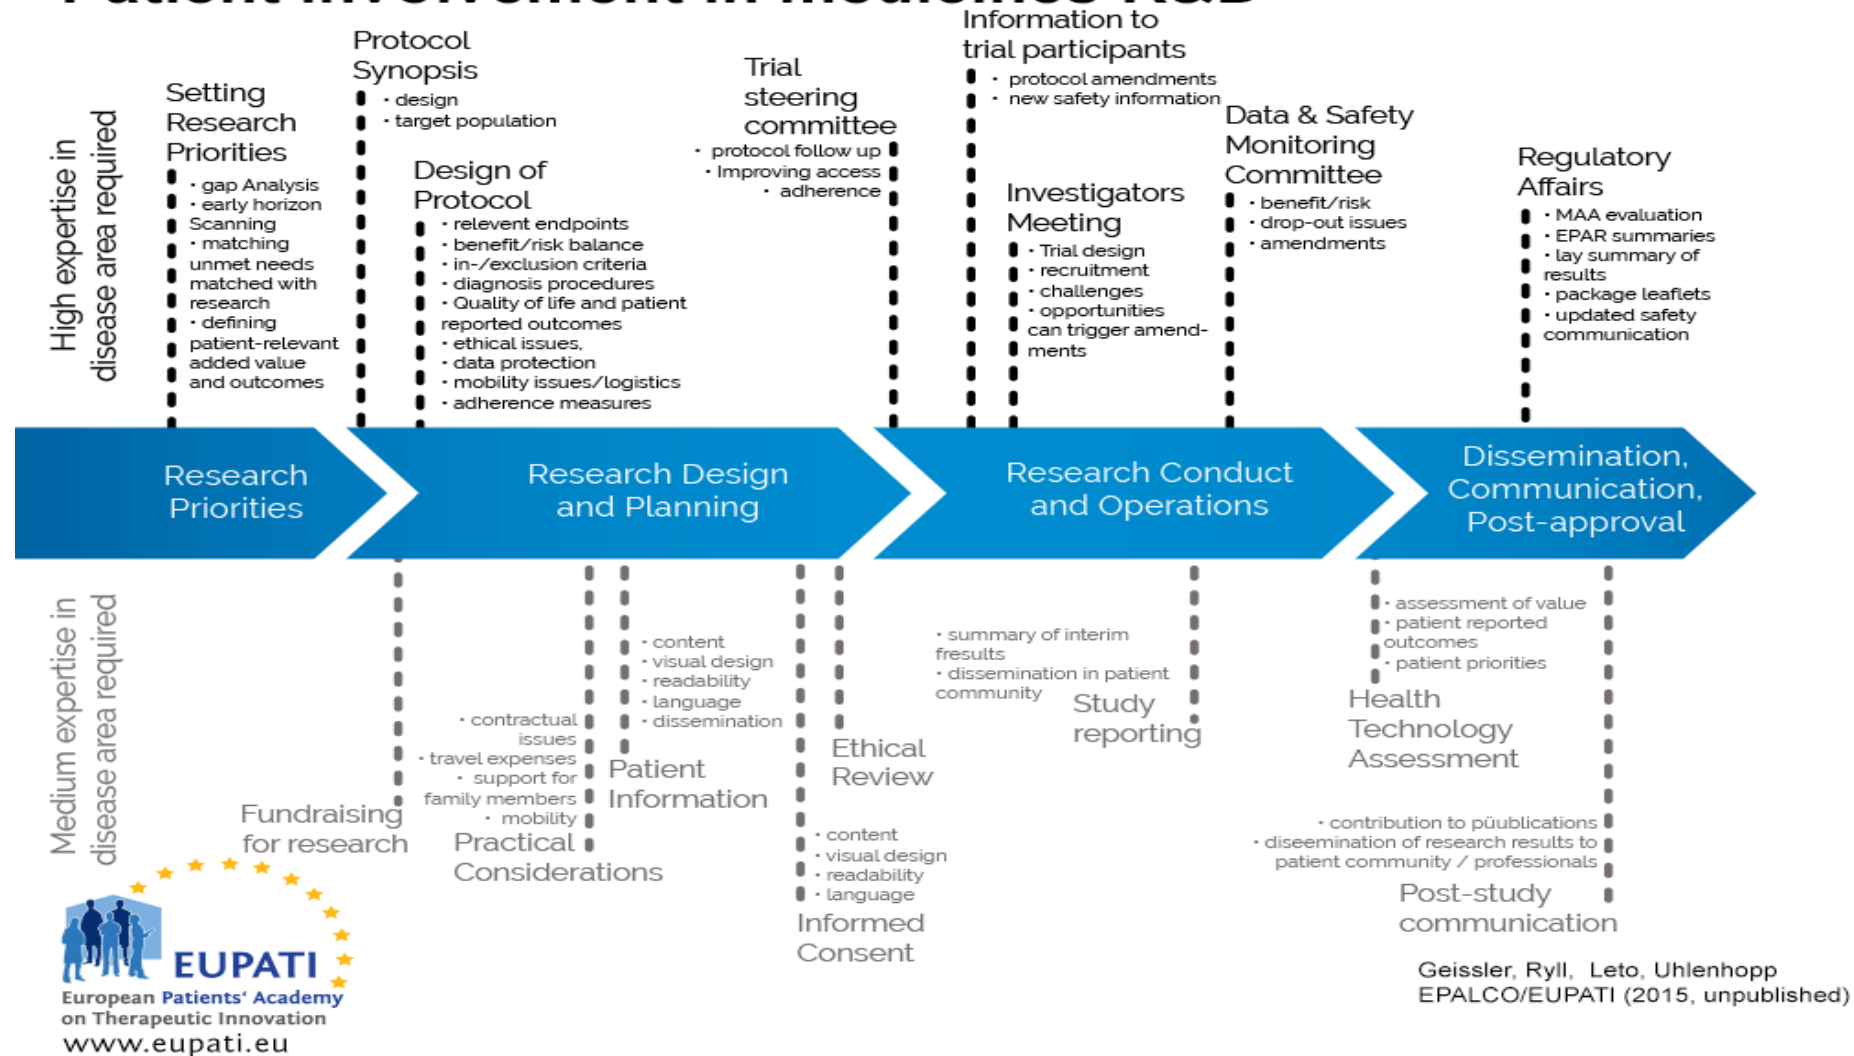 Patient involvement in medicines R&D
High expertise in
disease area required
Setting
Research
Priorities
· gap Analysis
· early horizon
Scanning
· matching
unmet needs
matched with
research
· defining
patient-relevant
added value
and outcomes
Protocol
Synopsis
· design
· target population
Design of
Protocol
· relevent endpoints
· benefit/risk balance
· in-/exclusion criteria
· diagnosis procedures
· Quality of life and patient
reported outcomes
· ethical issues,
· data protection
· mobility issues/logistics
· adherence measures
Trial
steering
committee
· protocol follow up
· Improving access
· adherence
Information to
trial participants
· protocol amendments
· new safety information
Investigators
Meeting
· Trial design
· recruitment
· challenges
· opportunities
can trigger amend-
ments
Data & Safety
Monitoring
Committee
· benefit/risk
· drop-out issues
· amendments
Regulatory
Affairs
· MAA evaluation
· EPAR summaries
· lay summary of
results
· package leaflets
· updated safety
communication
Research
Priorities
Research Design
and Planning
Research Conduct
and Operations
Dissemination,
Communication,
Post-approval
Medium expertise in
disease area required
Fundraising
for research
· contractual
issues
· travel expenses
· support for
family members
· mobility
Practical
Considerations
· content
· visual design
· readability
· language
· dissemination
Patient
Information
· content
· visual design
· readability
· language
Informed
Consent
Ethical
Review
· summary of interim
fresults
· dissemination in patient
community
Study
reporting
· assessment of value
· patient reported
outcomes
· patient priorities
Health
Technology
Assessment
· contribution to püublications
· diseemination of research results to
patient community / professionals
Post-study
communication
EUPATI
European Patients' Academy
on Therapeutic Innovation
www.eupati.eu
Geissler, Ryll, Leto, Uhlenhopp
EPALCO/EUPATI (2015, unpublished)